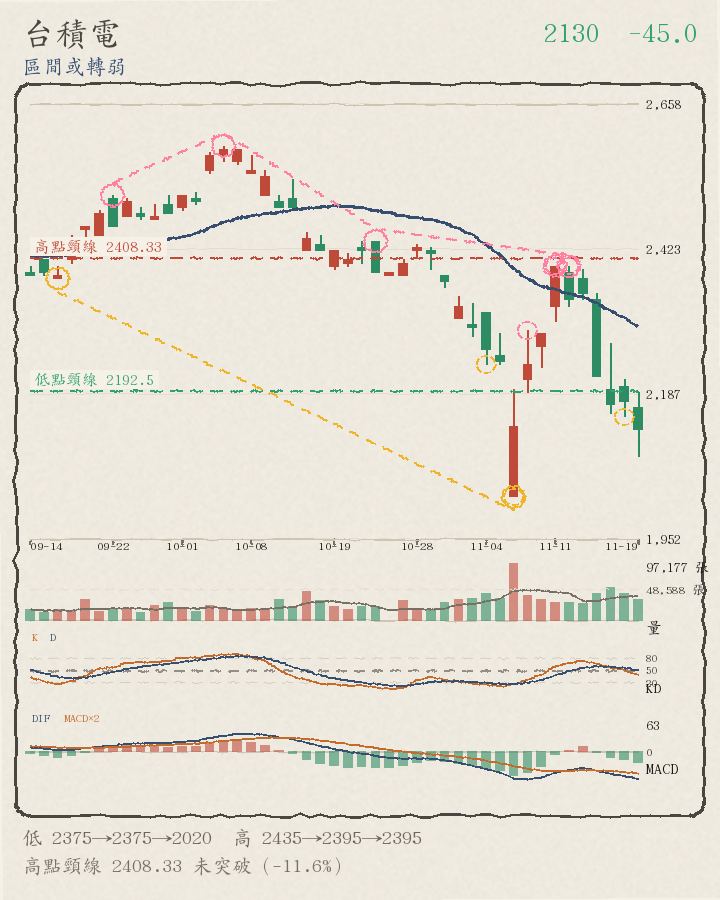 台積電
2130 -45.0
區間或轉弱
2,658
高點頸線 2408.33
2,423
低點頸線 2192.5
2,187
1,952
09-14 09-22 10-01 10-08 10-19 10-28 11-04 11-11 11-19
97,177 張
48,588 張
量
K D
80
50
20
KD
DIF MACD×2
63
0
MACD
低 2375→2375→2020 高 2435→2395→2395
高點頸線 2408.33 未突破 (-11.6%)